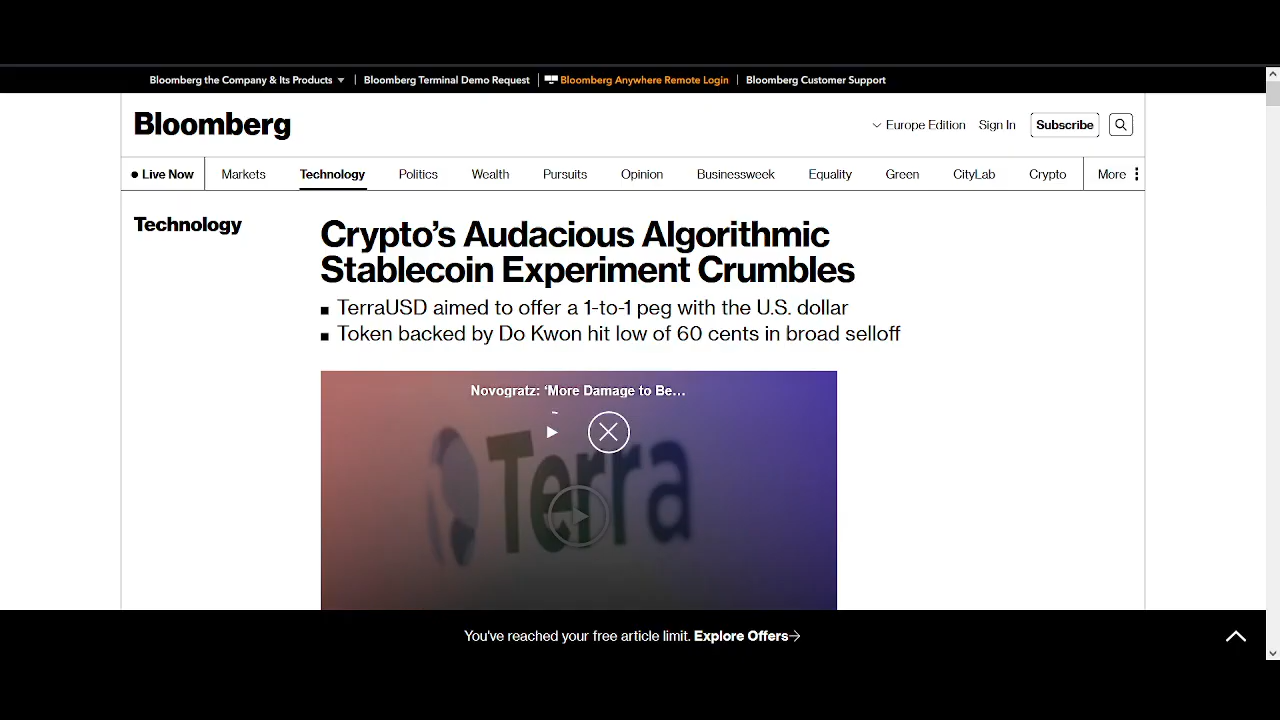 Bloomberg the Company & Its Products
Bloomberg Terminal Demo Request
Bloomberg Anywhere Remote Login
Bloomberg Customer Support
Bloomberg
Europe Edition
Sign In
Subscribe
Live Now
Markets
Technology
Politics
Wealth
Pursuits
Opinion
Businessweek
Equality
Green
CityLab
Crypto
More
Technology
Crypto’s Audacious Algorithmic
Stablecoin Experiment Crumbles
TerraUSD aimed to offer a 1-to-1 peg with the U.S. dollar
Token backed by Do Kwon hit low of 60 cents in broad selloff
Novogratz: ‘More Damage to Be…
Terra
You've reached your free article limit. Explore Offers→